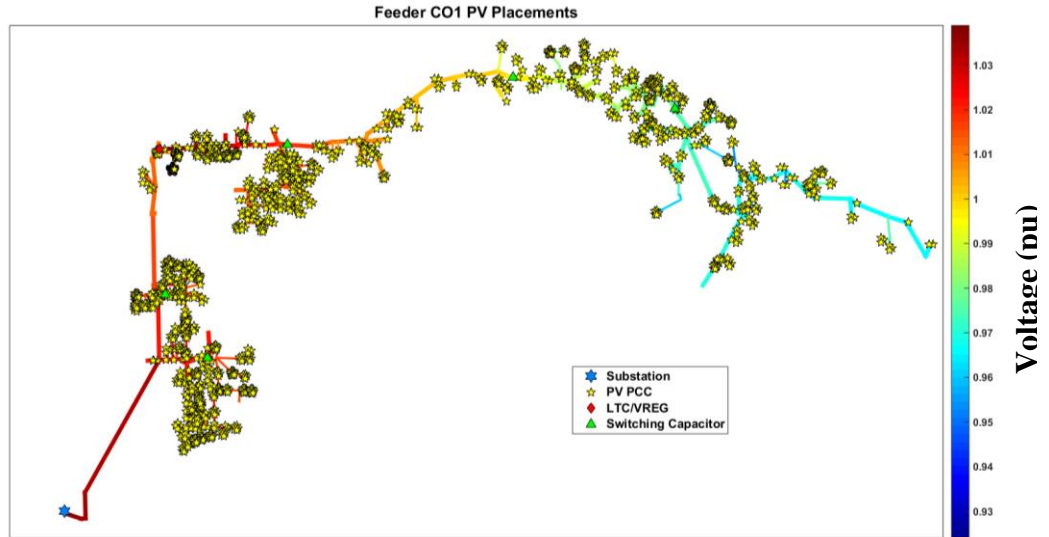 Feeder CO1 PV Placements
Substation
PV PCC
LTC/VREG
Switching Capacitor
1.03
1.02
1.01
1
0.99
0.98
0.97
0.96
0.95
0.94
0.93
Voltage (pu)